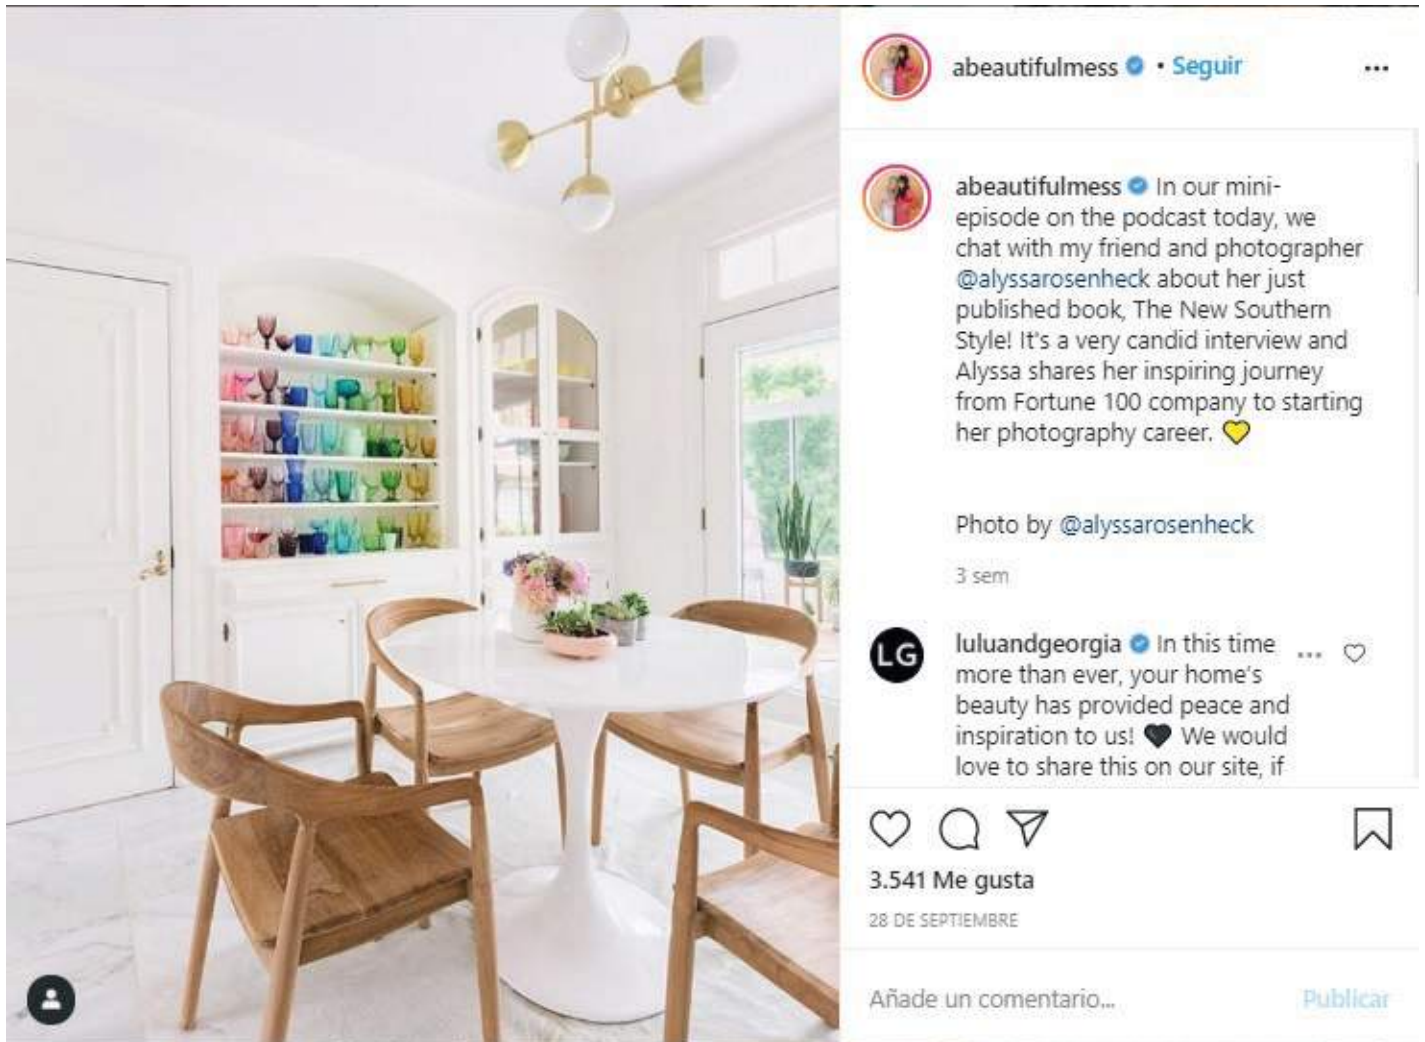 abeautifulmess • Seguir
abeautifulmess In our mini-
episode on the podcast today, we
chat with my friend and photographer
@alyssarosenheck about her just
published book, The New Southern
Style! It's a very candid interview and
Alyssa shares her inspiring journey
from Fortune 100 company to starting
her photography career. 💛
Photo by @alyssarosenheck
3 sem
LG
luluandgeorgia In this time
more than ever, your home's
beauty has provided peace and
inspiration to us! 🖤 We would
love to share this on our site, if
3.541 Me gusta
28 DE SEPTIEMBRE
Añade un comentario...
Publicar